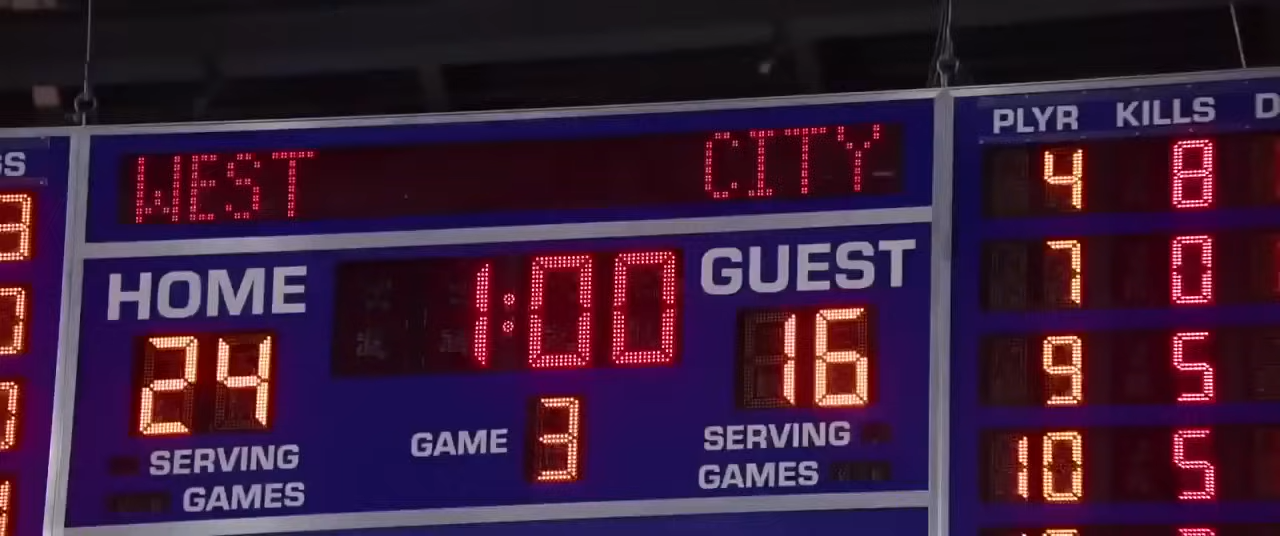 WEST CITY
HOME 1:00 GUEST
24 16
GAME 3
SERVING SERVING
GAMES GAMES
PLYR KILLS
4 8
7 0
9 5
10 5